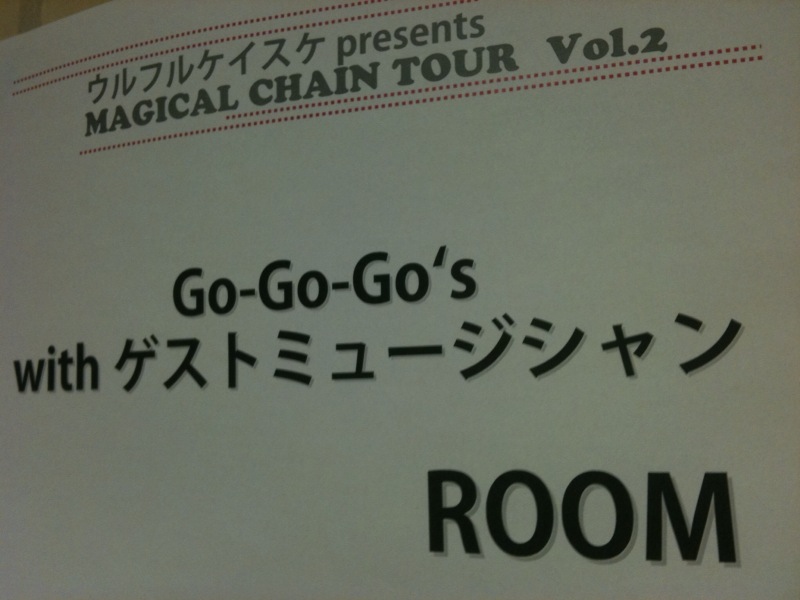 ウルフルケイスケ presents
MAGICAL CHAIN TOUR Vol.2
Go-Go-Go‘s
with ゲストミュージシャン
ROOM